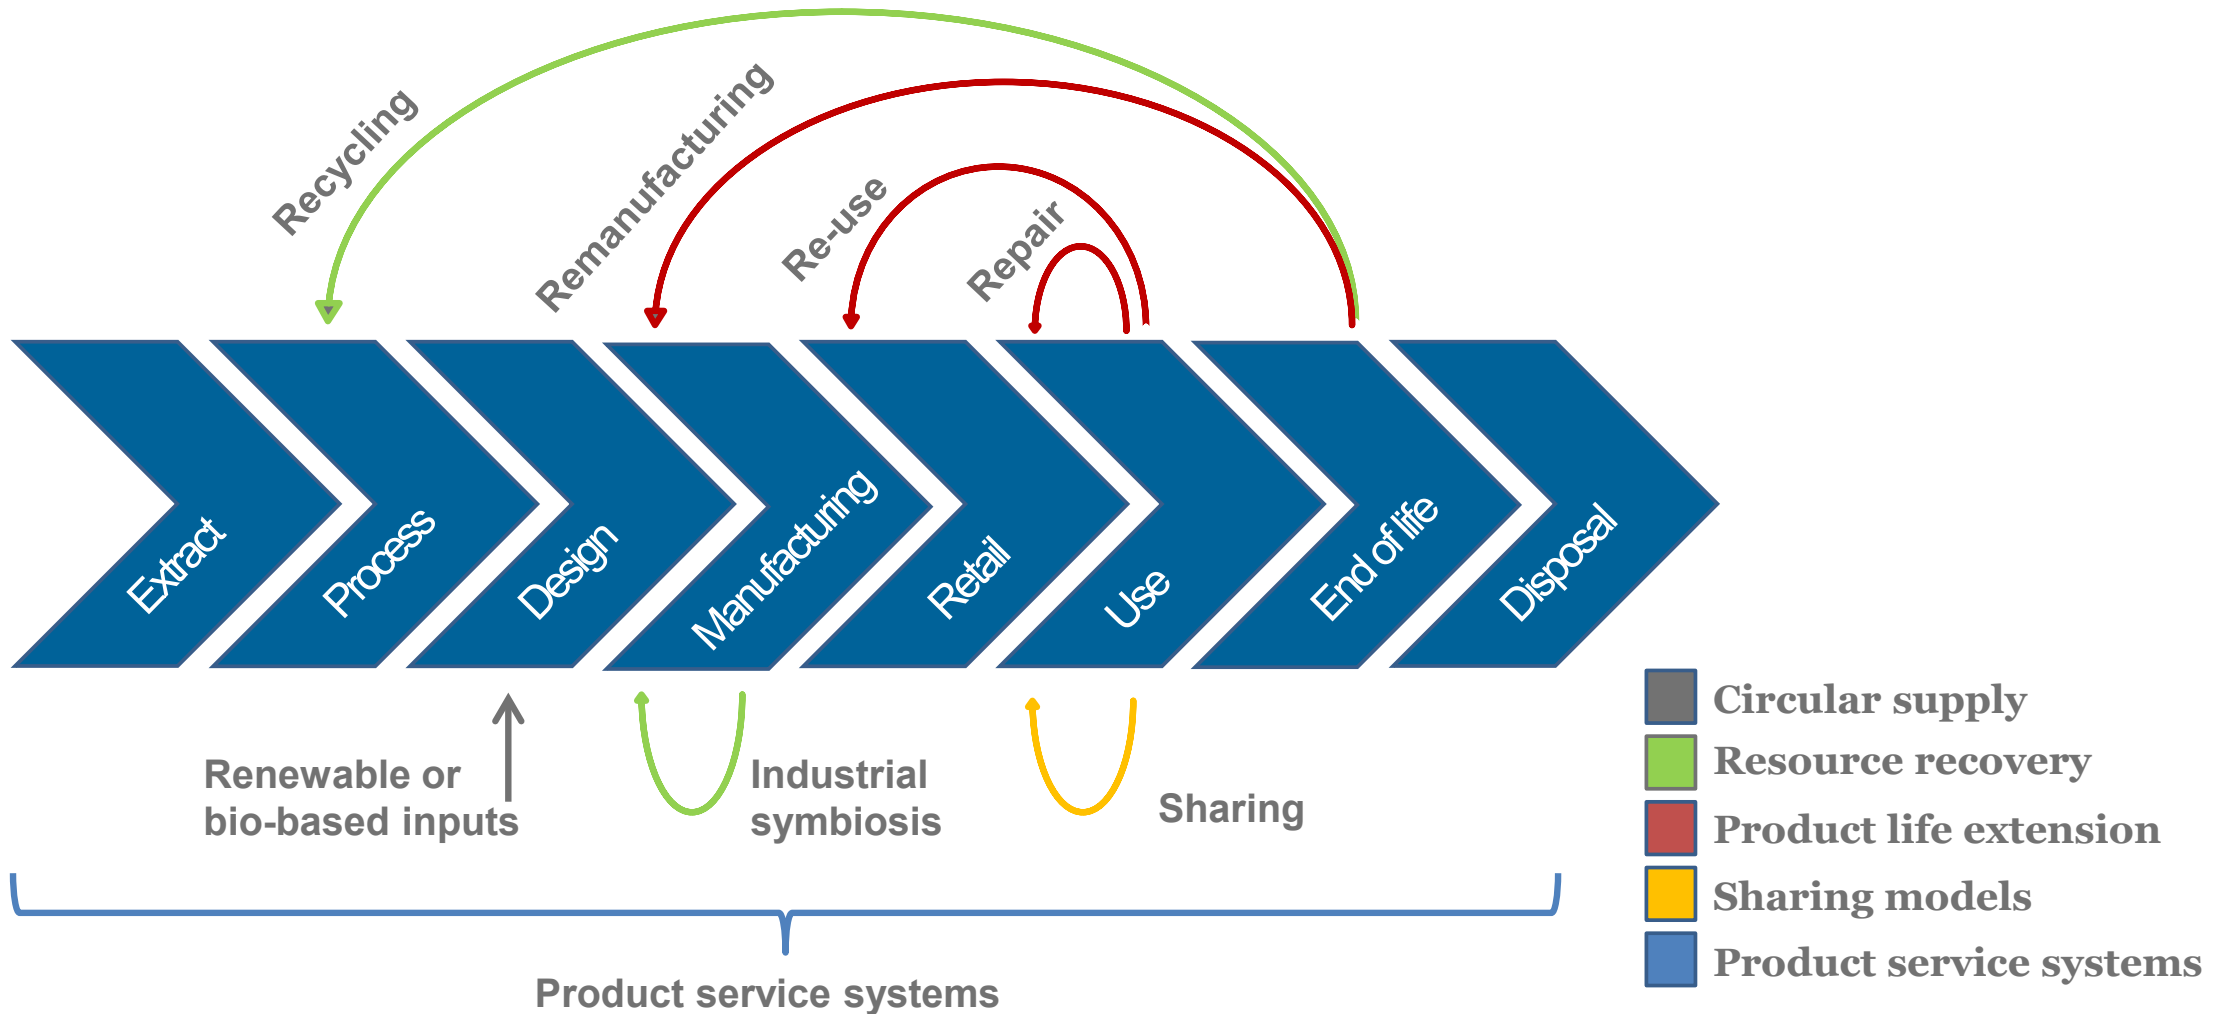 Recycling
Remanufacturing
Re-use
Repair
Extract
Process
Design
Manufacturing
Retail
Use
End of life
Disposal
Renewable or
bio-based inputs
Industrial
symbiosis
Sharing
Product service systems
Circular supply
Resource recovery
Product life extension
Sharing models
Product service systems